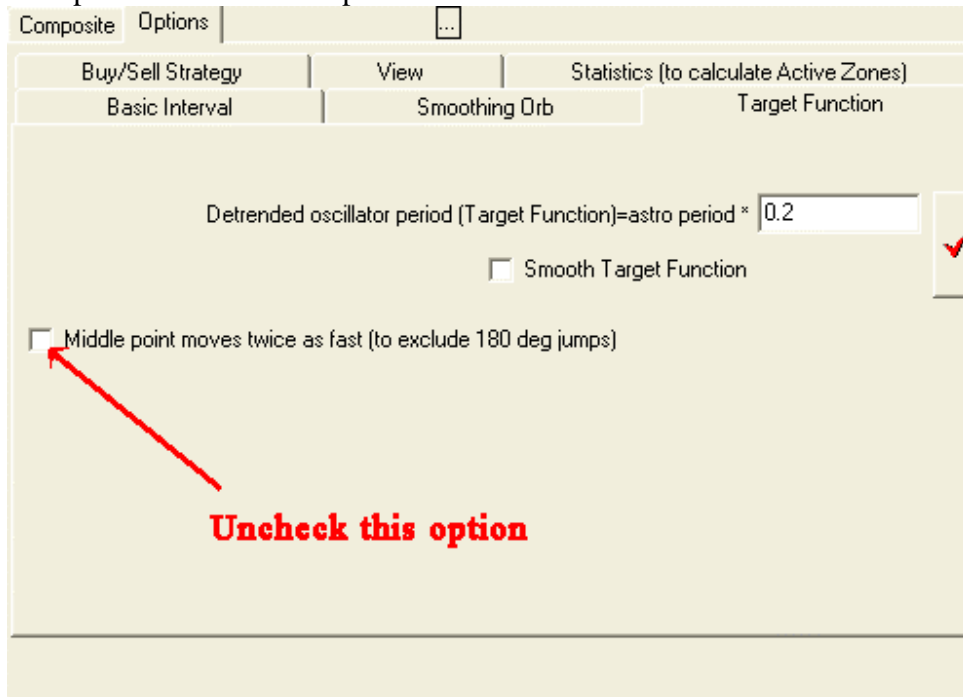 Composite Options ...
Buy/Sell Strategy View Statistics (to calculate Active Zones)
Basic Interval Smoothing Orb Target Function
Detrended oscillator period (Target Function)=astro period * 0.2
Smooth Target Function
Middle point moves twice as fast (to exclude 180 deg jumps)
Uncheck this option